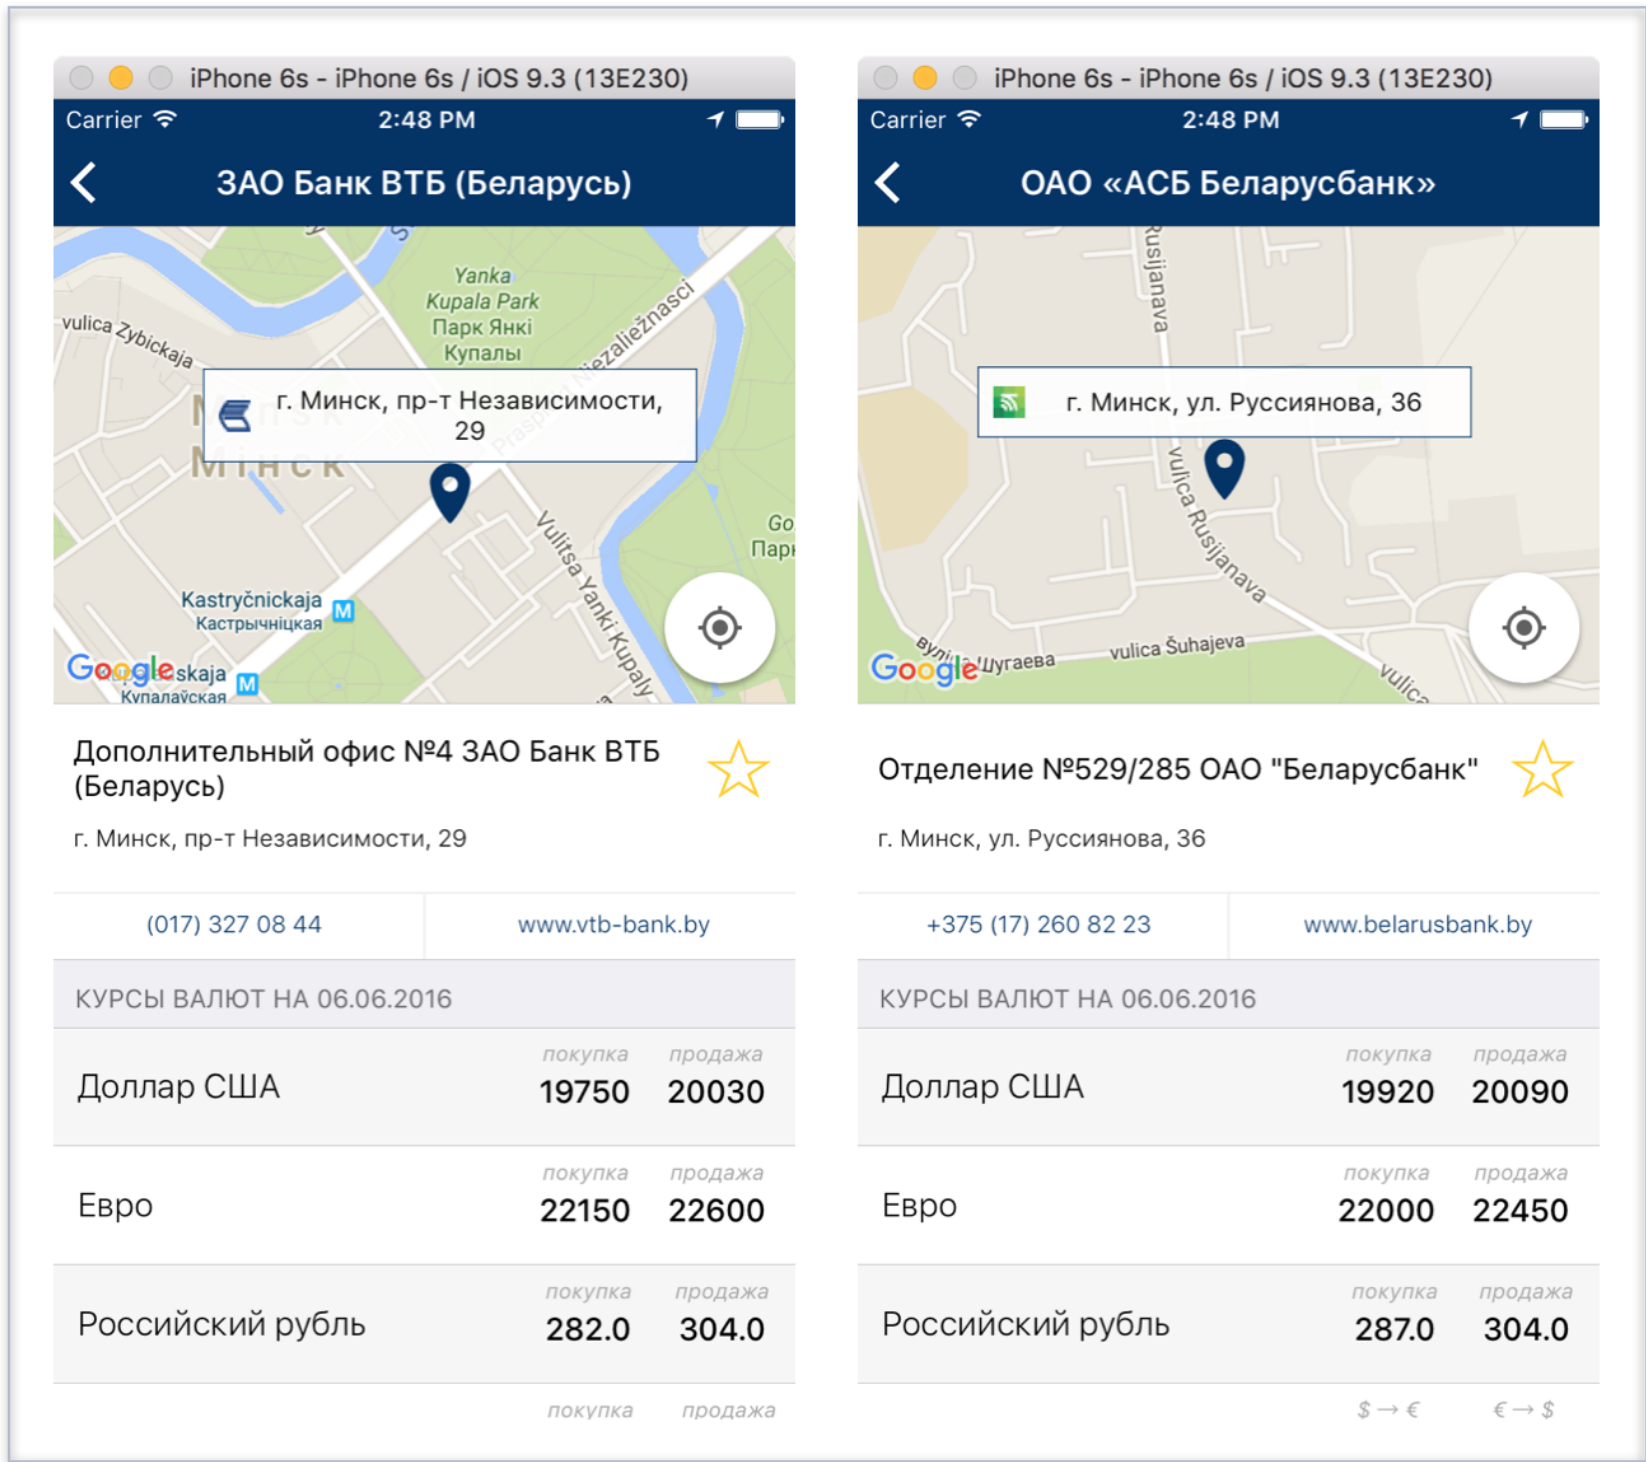 iPhone 6s - iPhone 6s / iOS 9.3 (13E230)
Carrier 2:48 PM
ЗАО Банк ВТБ (Беларусь)
Yanka
Kupala Park
Парк Янкі
Купалы
vulica Zybickaja
Niezaliežnasci
г. Минск, пр-т Независимости,
29
Мінск
Vulitsa Yanki Kupaly
Go
Парк
Kastryčnickaja
Кастрычніцкая
M
Google
skaja
M
Купалаўская
Дополнительный офис №4 ЗАО Банк ВТБ
(Беларусь)
г. Минск, пр-т Независимости, 29
(017) 327 08 44
www.vtb-bank.by
КУРСЫ ВАЛЮТ НА 06.06.2016
покупка продажа
Доллар США 19750 20030
покупка продажа
Евро 22150 22600
покупка продажа
Российский рубль 282.0 304.0
покупка продажа
iPhone 6s - iPhone 6s / iOS 9.3 (13E230)
Carrier 2:48 PM
ОАО «АСБ Беларусбанк»
Rusijanava
г. Минск, ул. Руссиянова, 36
vulica Rusijanava
Шугаева
vulica Šuhajeva
vulica
Google
Отделение №529/285 ОАО "Беларусбанк"
г. Минск, ул. Руссиянова, 36
+375 (17) 260 82 23
www.belarusbank.by
КУРСЫ ВАЛЮТ НА 06.06.2016
покупка продажа
Доллар США 19920 20090
покупка продажа
Евро 22000 22450
покупка продажа
Российский рубль 287.0 304.0
$ → € € → $